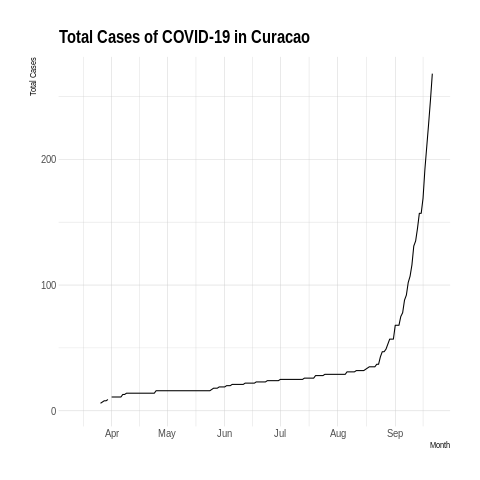 Total Cases of COVID-19 in Curacao
Total Cases
200
100
0
Apr May Jun Jul Aug Sep
Month